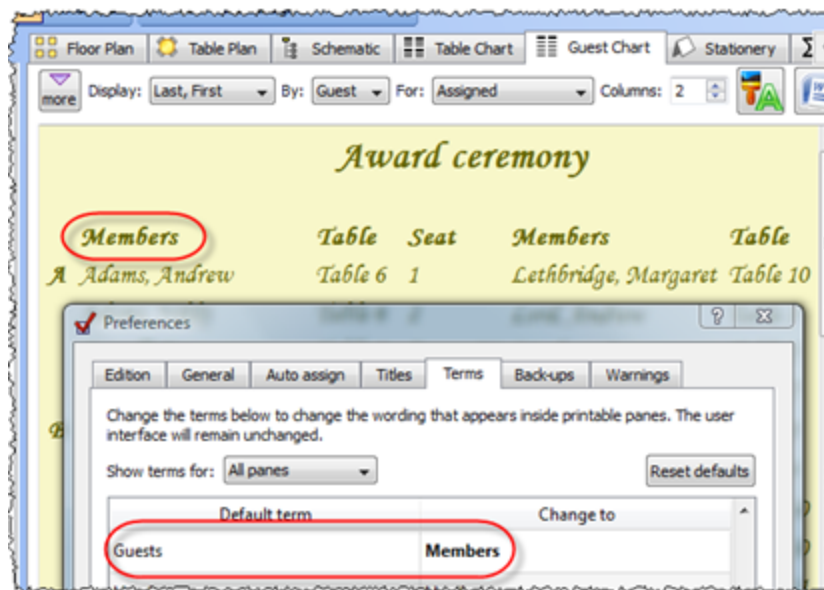 Floor Plan Table Plan Schematic Table Chart Guest Chart Stationery Σ
more Display: Last, First By: Guest For: Assigned Columns: 2
Award ceremony
Members Table Seat Members Table
A Adams, Andrew Table 6 1 Lethbridge, Margaret Table 10
Preferences
Edition General Auto assign Titles Terms Back-ups Warnings
Change the terms below to change the wording that appears inside printable panes. The user
interface will remain unchanged.
B
Show terms for: All panes Reset defaults
Default term Change to
Guests Members